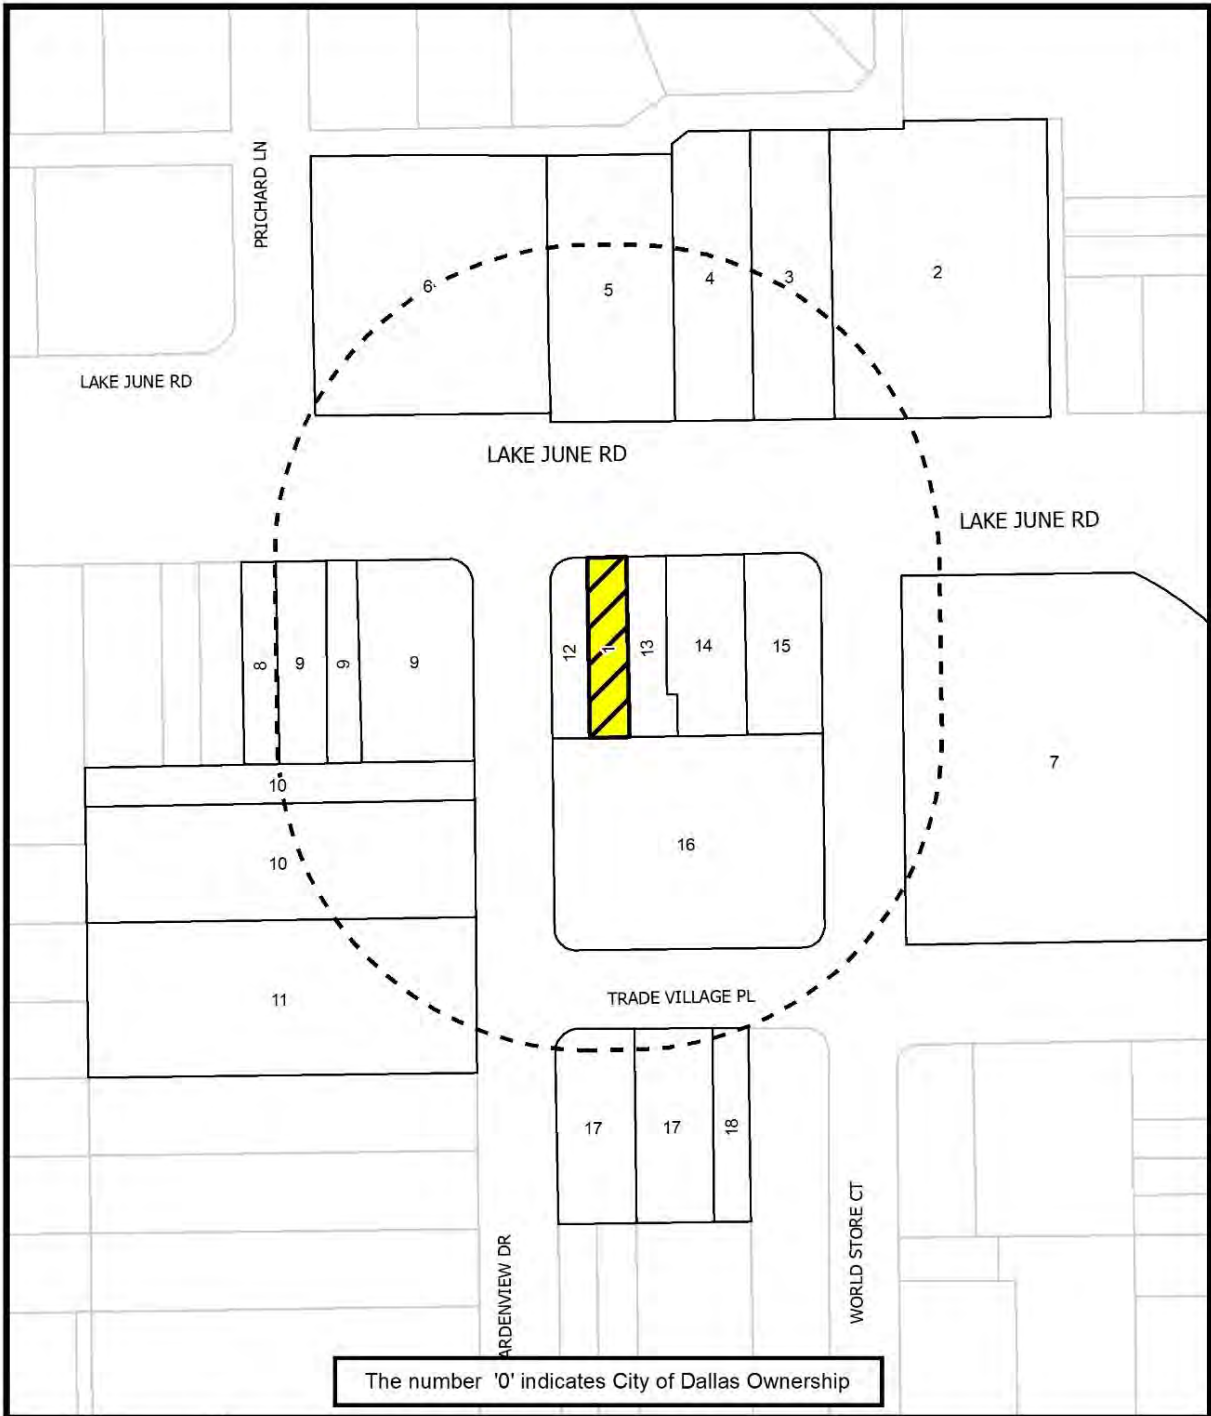 PRICHARD LN
2
3
4
5
6
LAKE JUNE RD
LAKE JUNE RD
LAKE JUNE RD
8
9
9
9
12
1
13
14
15
7
10
10
16
11
TRADE VILLAGE PL
17
17
18
ARDENVIEW DR
WORLD STORE CT
The number '0' indicates City of Dallas Ownership